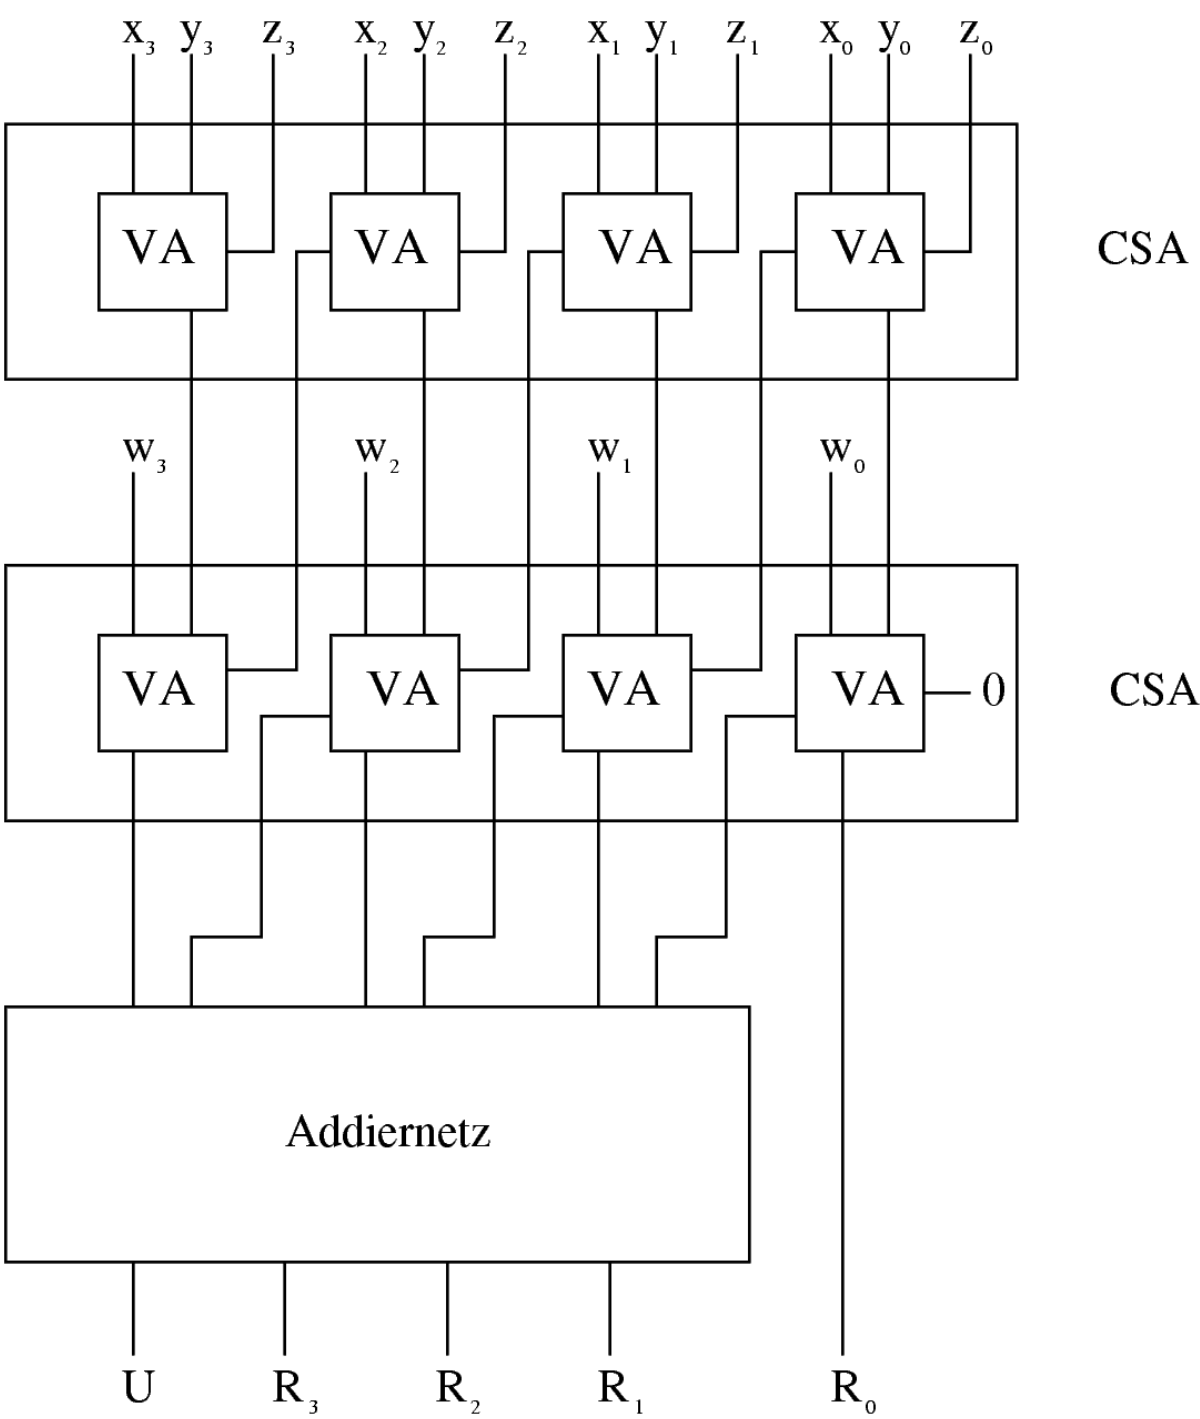 x₃ y₃ z₃ x₂ y₂ z₂ x₁ y₁ z₁ x₀ y₀ z₀
VA VA VA VA CSA
w₃ w₂ w₁ w₀
VA VA VA VA 0 CSA
Addiernetz
U R₃ R₂ R₁ R₀